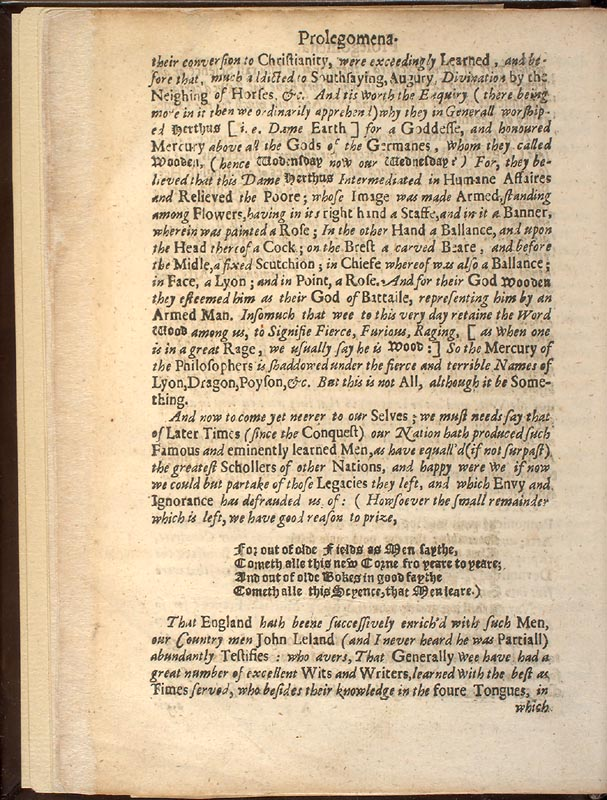 Prolegomena.
their conversion to Christianity, were exceedingly Learned, and be-
fore that, much addicted to Southsaying, Augury, Divination by the
Neighing of Horses, &c. And tis worth the Enquiry (there being
more in it then we ordinarily apprehend) why they in Generall worship-
ed Herthus [i.e. Dame Earth] for a Goddesse, and honoured
Mercury above all the Gods of the Germanes, whom they called
Wooden, (hence Wodensday now our Wednesday?) For, they be-
lieved that this Dame Herthus Intermediated in Humane Affaires
and Relieved the Poore; whose Image was made Armed, standing
among Flowers, having in its right hand a Staffe, and in it a Banner,
wherein was painted a Rose; In the other Hand a Ballance, and upon
the Head thereof a Cock; on the Brest a carved Beare, and before
the Midle, a fixed Scutchion; in Chiefe whereof was also a Ballance;
in Face, a Lyon; and in Point, a Rose. And for their God Wooden
they esteemed him as their God of Battaile, representing him by an
Armed Man. Insomuch that wee to this very day retaine the Word
Wood among us, to Signifie Fierce, Furious, Raging, [as when one
is in a great Rage, we usually say he is Wood:] So the Mercury of
the Philosophers is shaddowed under the fierce and terrible Names of
Lyon, Dragon, Poyson, &c. But this is not All, although it be Some-
thing.
And now to come yet neerer to our Selves; we must needs say that
of Later Times (since the Conquest) our Nation hath produced such
Famous and eminently learned Men, as have equall'd (if not surpast)
the greatest Schollers of other Nations, and happy were we if now
we could but partake of those Legacies they left, and which Envy and
Ignorance has defrauded us of: (Howsoever the small remainder
which is left, we have good reason to prize,
For out of olde Fields as Men saythe,
Cometh alle this new Corne fro yeare to yeare;
And out of olde Bokes in good faythe
Cometh alle this Scyence, that Men leare.)
That England hath beene successively enrich'd with such Men,
our Country men John Leland (and I never heard he was Partiall)
abundantly Testifies: who avers, That Generally wee have had a
great number of excellent Wits and Writers, learned with the best as
Times served, who besides their knowledge in the foure Tongues, in
which